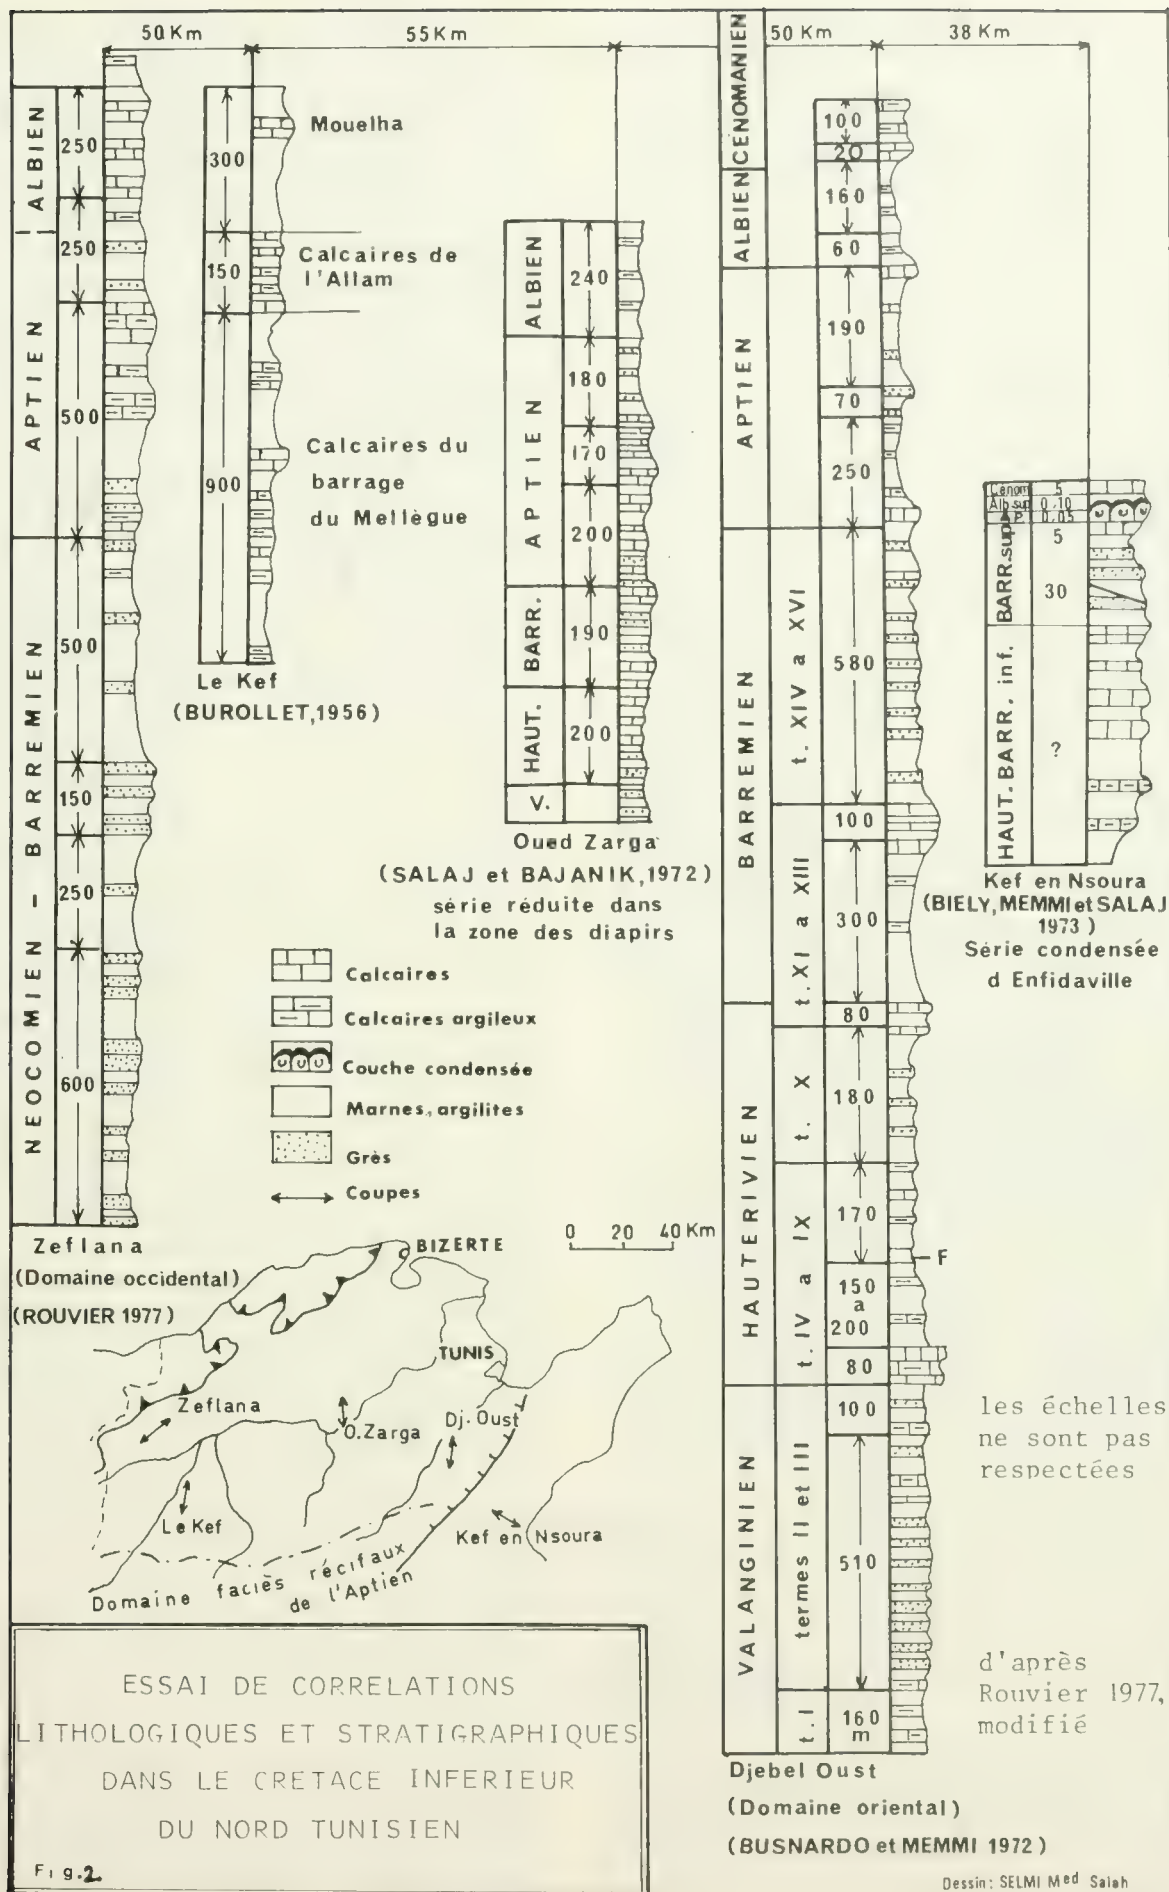 50 Km
55 Km
50 Km
38 Km
ALBIEN
APTIEN
NEOCOMIEN - BARREMIEN
250
250
500
500
150
250
600
Zeflana
(Domaine occidental)
(ROUVIER 1977)
300
150
900
Mouelha
Calcaires de
l'Allam
Calcaires du
barrage
du Mellègue
Le Kef
(BUROLLET,1956)
ALBIEN
APTIEN
BARR.
HAUT.
V.
240
180
170
200
190
200
Oued Zarga
(SALAJ et BAJANIK,1972)
série réduite dans
la zone des diapirs
Calcaires
Calcaires argileux
Couche condensée
Marnes, argilites
Grès
Coupes
CENOMANIEN
ALBIEN
APTIEN
BARREMIEN
HAUTERIVIEN
VALANGINIEN
t. XIV a XVI
t. XI a XIII
t. X
t. IV a IX
termes II et III
t. I
100
20
160
60
190
70
250
580
100
300
80
180
170
F
150
a
200
80
100
510
160
m
Djebel Oust
(Domaine oriental)
(BUSNARDO et MEMMI 1972)
Cénom
5
Alb sup
0,10
P.
0,05
BARR.sup
5
30
HAUT.BARR. inf.
?
Kef en Nsoura
(BIELY, MEMMI et SALAJ
1973)
Série condensée
d Enfidaville
les échelles
ne sont pas
respectées
d'après
Rouvier 1977,
modifié
0 20 40 Km
BIZERTE
TUNIS
Zeflana
O.Zarga
Dj. Oust
Le Kef
Kef en Nsoura
Domaine faciès récifaux
de l'Aptien
ESSAI DE CORRELATIONS
LITHOLOGIQUES ET STRATIGRAPHIQUES
DANS LE CRETACE INFERIEUR
DU NORD TUNISIEN
Fig.2.
Dessin: SELMI Med Salah